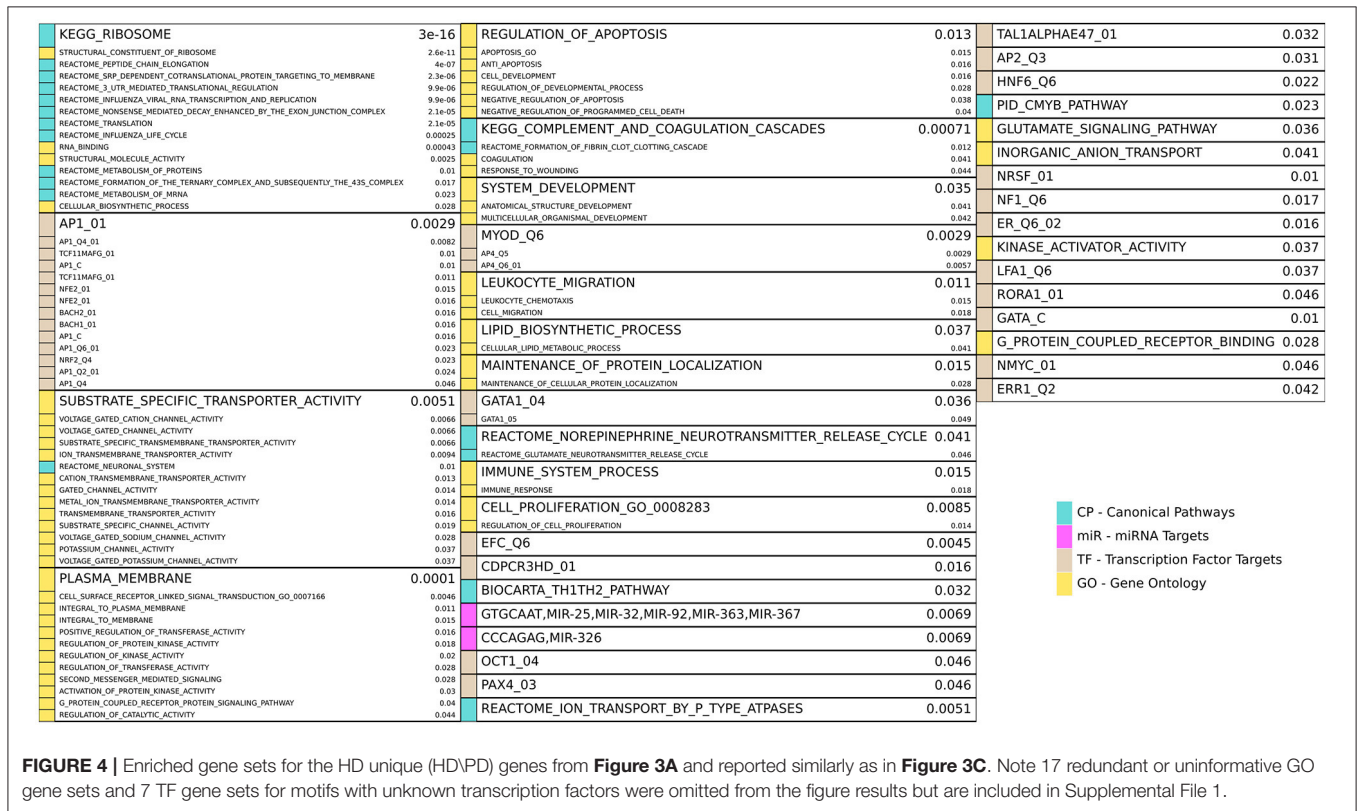 KEGG_RIBOSOME 3e-16
STRUCTURAL_CONSTITUENT_OF_RIBOSOME 2.6e-11
REACTOME_PEPTIDE_CHAIN_ELONGATION 4e-07
REACTOME_SRP_DEPENDENT_COTRANSLATIONAL_PROTEIN_TARGETING_TO_MEMBRANE 2.3e-06
REACTOME_3_UTR_MEDIATED_TRANSLATIONAL_REGULATION 9.9e-06
REACTOME_INFLUENZA_VIRAL_RNA_TRANSCRIPTION_AND_REPLICATION 9.9e-06
REACTOME_NONSENSE_MEDIATED_DECAY_ENHANCED_BY_THE_EXON_JUNCTION_COMPLEX 2.1e-05
REACTOME_TRANSLATION 2.1e-05
REACTOME_INFLUENZA_LIFE_CYCLE 0.00025
RNA_BINDING 0.00043
STRUCTURAL_MOLECULE_ACTIVITY 0.0025
REACTOME_METABOLISM_OF_PROTEINS 0.01
REACTOME_FORMATION_OF_THE_TERNARY_COMPLEX_AND_SUBSEQUENTLY_THE_43S_COMPLEX 0.017
REACTOME_METABOLISM_OF_MRNA 0.023
CELLULAR_BIOSYNTHETIC_PROCESS 0.028
AP1_01 0.0029
AP1_Q4_01 0.0082
TCF11MAFG_01 0.01
AP1_C 0.01
TCF11MAFG_01 0.011
NFE2_01 0.015
NFE2_01 0.016
BACH2_01 0.016
BACH1_01 0.016
AP1_C 0.016
AP1_Q6_01 0.023
NRF2_Q4 0.023
AP1_Q2_01 0.024
AP1_Q4 0.046
SUBSTRATE_SPECIFIC_TRANSPORTER_ACTIVITY 0.0051
VOLTAGE_GATED_CATION_CHANNEL_ACTIVITY 0.0066
VOLTAGE_GATED_CHANNEL_ACTIVITY 0.0066
SUBSTRATE_SPECIFIC_TRANSMEMBRANE_TRANSPORTER_ACTIVITY 0.0066
ION_TRANSMEMBRANE_TRANSPORTER_ACTIVITY 0.0094
REACTOME_NEURONAL_SYSTEM 0.01
CATION_TRANSMEMBRANE_TRANSPORTER_ACTIVITY 0.013
GATED_CHANNEL_ACTIVITY 0.014
METAL_ION_TRANSMEMBRANE_TRANSPORTER_ACTIVITY 0.014
TRANSMEMBRANE_TRANSPORTER_ACTIVITY 0.016
SUBSTRATE_SPECIFIC_CHANNEL_ACTIVITY 0.019
VOLTAGE_GATED_SODIUM_CHANNEL_ACTIVITY 0.028
POTASSIUM_CHANNEL_ACTIVITY 0.037
VOLTAGE_GATED_POTASSIUM_CHANNEL_ACTIVITY 0.037
PLASMA_MEMBRANE 0.0001
CELL_SURFACE_RECEPTOR_LINKED_SIGNAL_TRANSDUCTION_GO_0007166 0.0046
INTEGRAL_TO_PLASMA_MEMBRANE 0.011
INTEGRAL_TO_MEMBRANE 0.015
POSITIVE_REGULATION_OF_TRANSFERASE_ACTIVITY 0.016
REGULATION_OF_PROTEIN_KINASE_ACTIVITY 0.018
REGULATION_OF_KINASE_ACTIVITY 0.02
REGULATION_OF_TRANSFERASE_ACTIVITY 0.028
SECOND_MESSENGER_MEDIATED_SIGNALING 0.028
ACTIVATION_OF_PROTEIN_KINASE_ACTIVITY 0.03
G_PROTEIN_COUPLED_RECEPTOR_PROTEIN_SIGNALING_PATHWAY 0.04
REGULATION_OF_CATALYTIC_ACTIVITY 0.044
REGULATION_OF_APOPTOSIS 0.013
APOPTOSIS_GO 0.015
ANTI_APOPTOSIS 0.016
CELL_DEVELOPMENT 0.016
REGULATION_OF_DEVELOPMENTAL_PROCESS 0.028
NEGATIVE_REGULATION_OF_APOPTOSIS 0.038
NEGATIVE_REGULATION_OF_PROGRAMMED_CELL_DEATH 0.04
KEGG_COMPLEMENT_AND_COAGULATION_CASCADES 0.00071
REACTOME_FORMATION_OF_FIBRIN_CLOT_CLOTTING_CASCADE 0.012
COAGULATION 0.041
RESPONSE_TO_WOUNDING 0.044
SYSTEM_DEVELOPMENT 0.035
ANATOMICAL_STRUCTURE_DEVELOPMENT 0.041
MULTICELLULAR_ORGANISMAL_DEVELOPMENT 0.042
MYOD_Q6 0.0029
AP4_Q5 0.0029
AP4_Q6_01 0.0057
LEUKOCYTE_MIGRATION 0.011
LEUKOCYTE_CHEMOTAXIS 0.015
CELL_MIGRATION 0.018
LIPID_BIOSYNTHETIC_PROCESS 0.037
CELLULAR_LIPID_METABOLIC_PROCESS 0.041
MAINTENANCE_OF_PROTEIN_LOCALIZATION 0.015
MAINTENANCE_OF_CELLULAR_PROTEIN_LOCALIZATION 0.028
GATA1_04 0.036
GATA1_05 0.049
REACTOME_NOREPINEPHRINE_NEUROTRANSMITTER_RELEASE_CYCLE 0.041
REACTOME_GLUTAMATE_NEUROTRANSMITTER_RELEASE_CYCLE 0.046
IMMUNE_SYSTEM_PROCESS 0.015
IMMUNE_RESPONSE 0.018
CELL_PROLIFERATION_GO_0008283 0.0085
REGULATION_OF_CELL_PROLIFERATION 0.014
EFC_Q6 0.0045
CDPCR3HD_01 0.016
BIOCARTA_TH1TH2_PATHWAY 0.032
GTGCAAT,MIR-25,MIR-32,MIR-92,MIR-363,MIR-367 0.0069
CCCAGAG,MIR-326 0.0069
OCT1_04 0.046
PAX4_03 0.046
REACTOME_ION_TRANSPORT_BY_P_TYPE_ATPASES 0.0051
TAL1ALPHAE47_01 0.032
AP2_Q3 0.031
HNF6_Q6 0.022
PID_CMYB_PATHWAY 0.023
GLUTAMATE_SIGNALING_PATHWAY 0.036
INORGANIC_ANION_TRANSPORT 0.041
NRSF_01 0.01
NF1_Q6 0.017
ER_Q6_02 0.016
KINASE_ACTIVATOR_ACTIVITY 0.037
LFA1_Q6 0.037
RORA1_01 0.046
GATA_C 0.01
G_PROTEIN_COUPLED_RECEPTOR_BINDING 0.028
NMYC_01 0.046
ERR1_Q2 0.042
CP - Canonical Pathways
miR - miRNA Targets
TF - Transcription Factor Targets
GO - Gene Ontology
FIGURE 4 | Enriched gene sets for the HD unique (HD\PD) genes from Figure 3A and reported similarly as in Figure 3C. Note 17 redundant or uninformative GO
gene sets and 7 TF gene sets for motifs with unknown transcription factors were omitted from the figure results but are included in Supplemental File 1.